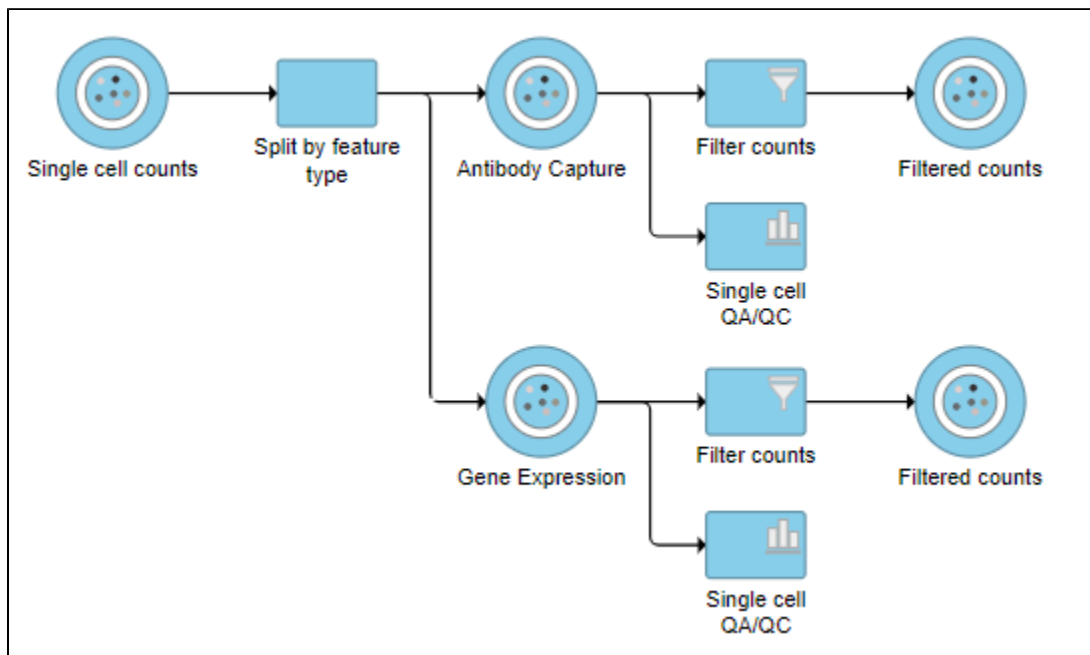 Single cell counts
Split by feature
type
Antibody Capture
Filter counts
Filtered counts
Single cell
QA/QC
Gene Expression
Filter counts
Filtered counts
Single cell
QA/QC